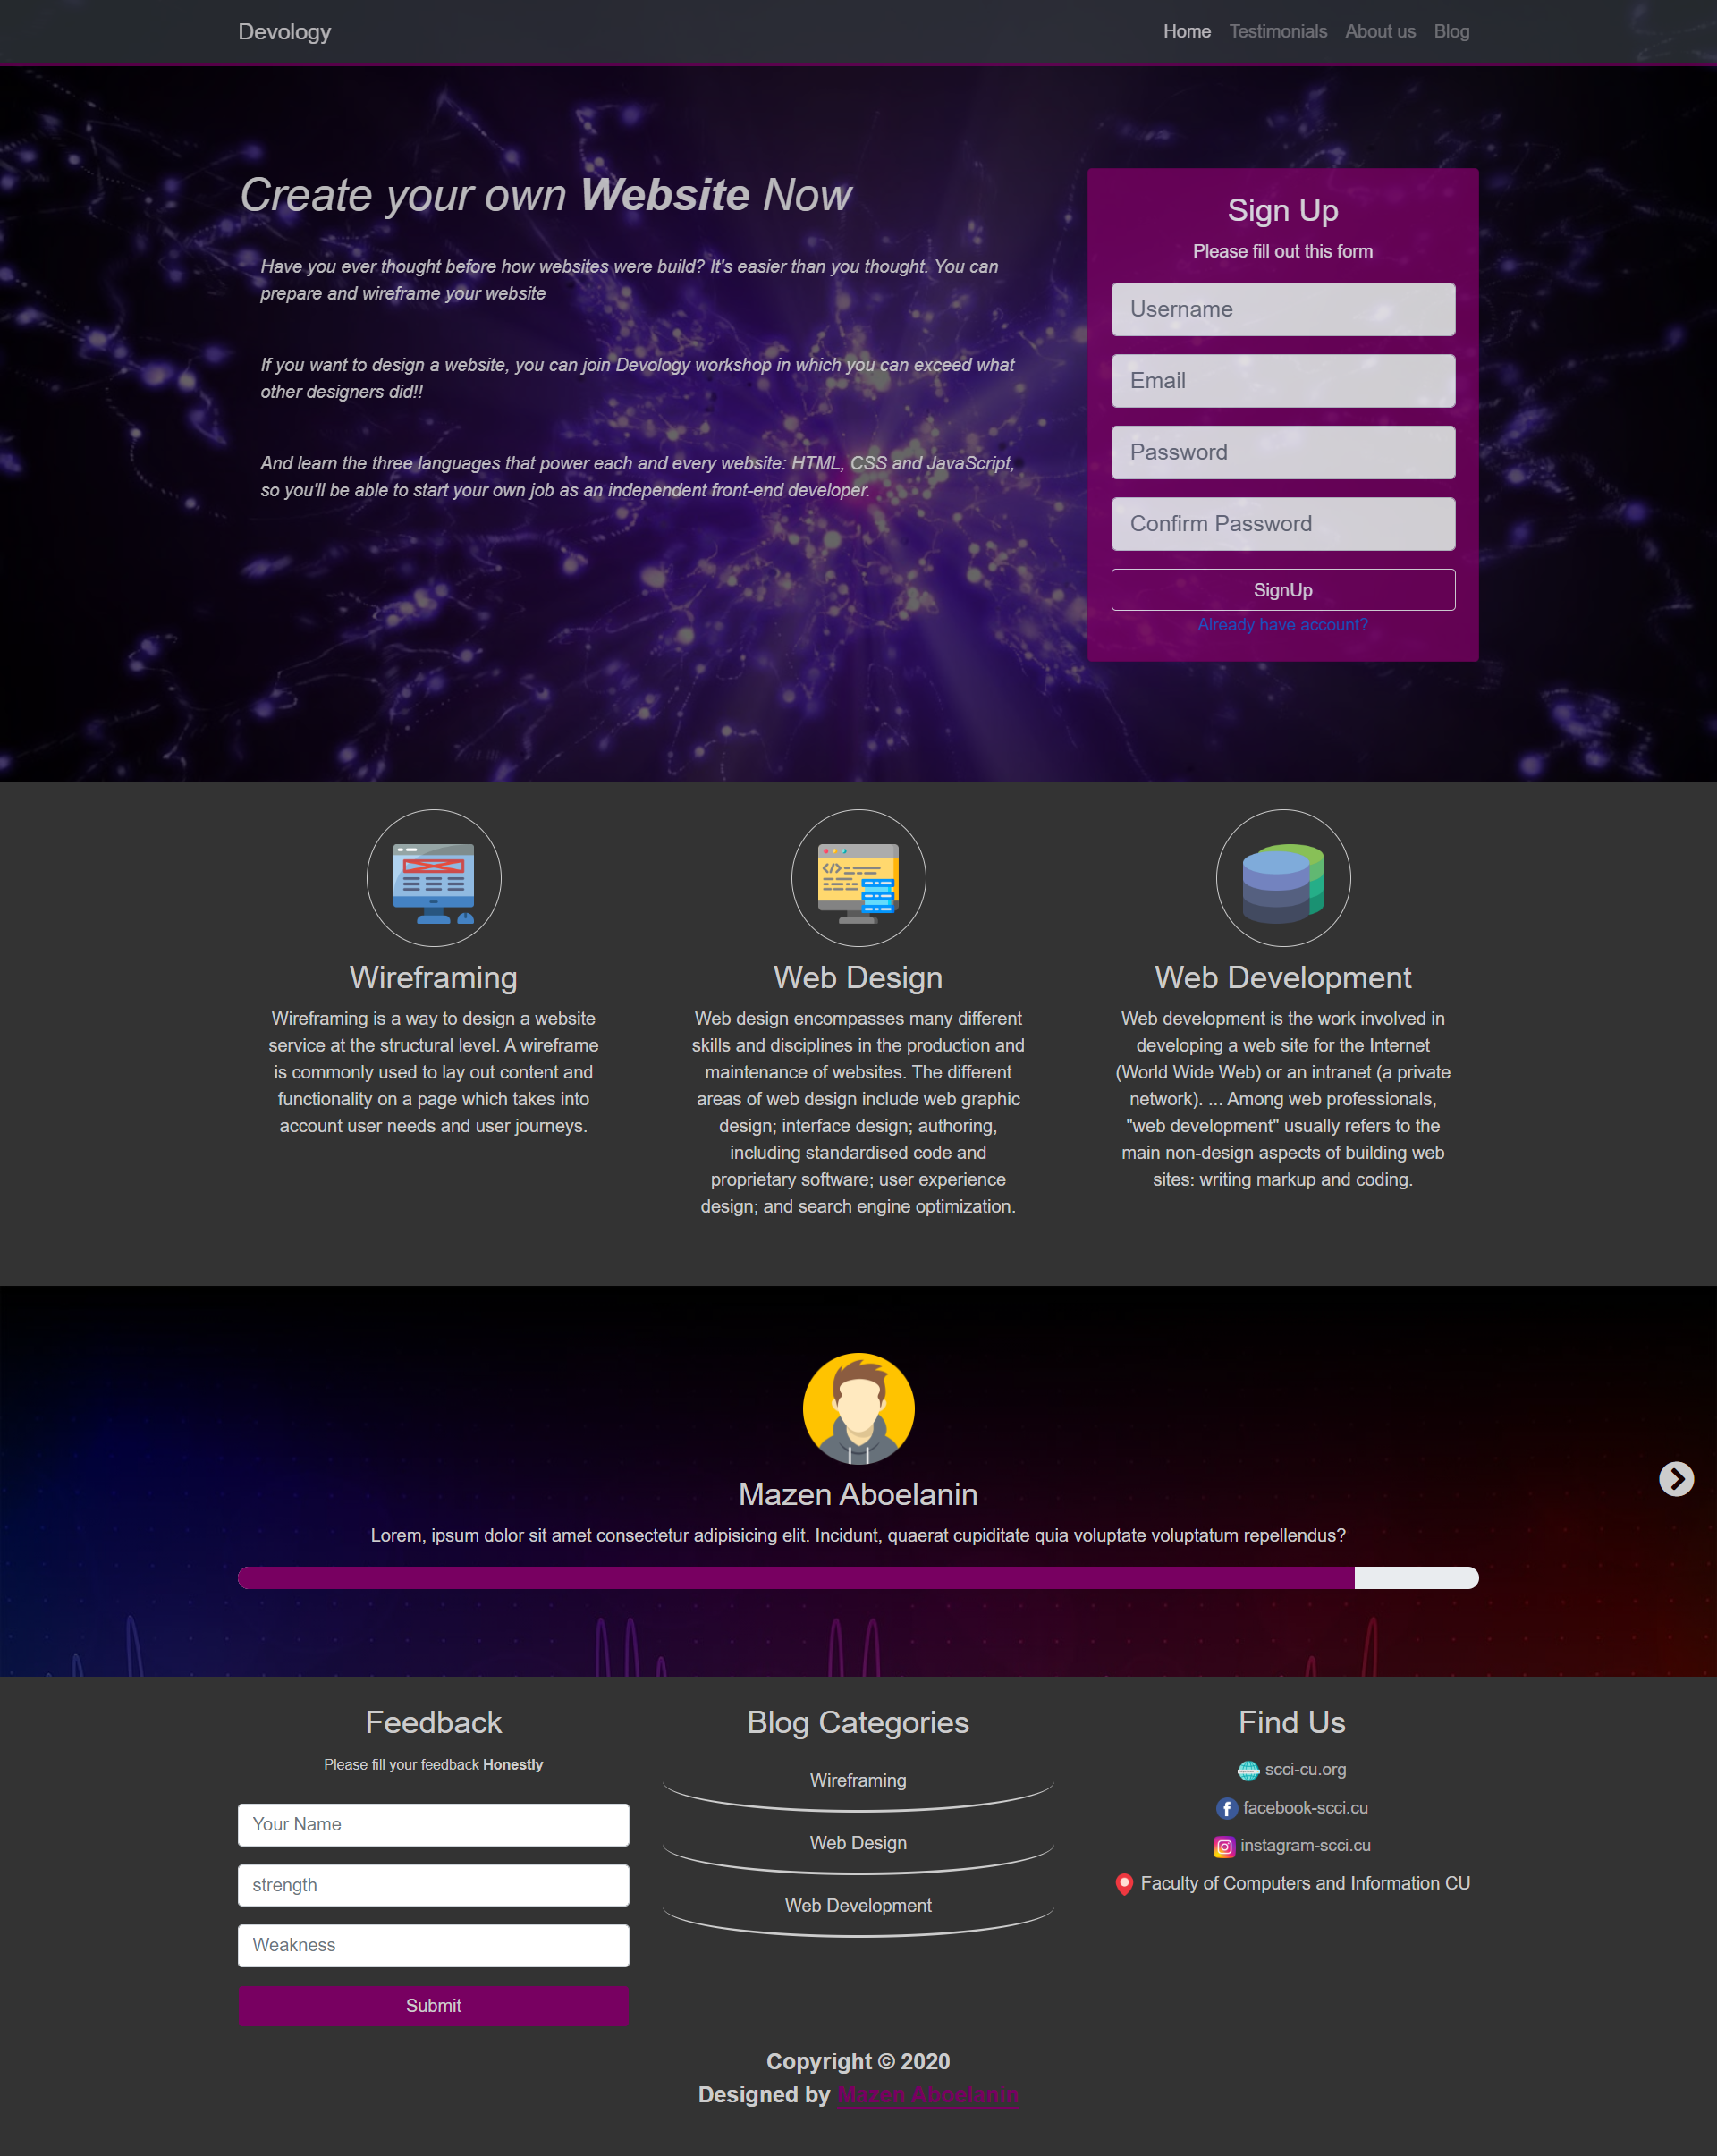 Devology
Home Testimonials About us Blog
Create your own Website Now
Have you ever thought before how websites were build? It's easier than you thought. You can
prepare and wireframe your website
If you want to design a website, you can join Devology workshop in which you can exceed what
other designers did!!
And learn the three languages that power each and every website: HTML, CSS and JavaScript,
so you'll be able to start your own job as an independent front-end developer.
Sign Up
Please fill out this form
Username
Email
Password
Confirm Password
SignUp
Already have account?
Wireframing
Wireframing is a way to design a website
service at the structural level. A wireframe
is commonly used to lay out content and
functionality on a page which takes into
account user needs and user journeys.
Web Design
Web design encompasses many different
skills and disciplines in the production and
maintenance of websites. The different
areas of web design include web graphic
design; interface design; authoring,
including standardised code and
proprietary software; user experience
design; and search engine optimization.
Web Development
Web development is the work involved in
developing a web site for the Internet
(World Wide Web) or an intranet (a private
network). ... Among web professionals,
"web development" usually refers to the
main non-design aspects of building web
sites: writing markup and coding.
Mazen Aboelanin
Lorem, ipsum dolor sit amet consectetur adipisicing elit. Incidunt, quaerat cupiditate quia voluptate voluptatum repellendus?
Feedback
Please fill your feedback Honestly
Your Name
strength
Weakness
Submit
Blog Categories
Wireframing
Web Design
Web Development
Find Us
scci-cu.org
facebook-scci.cu
instagram-scci.cu
Faculty of Computers and Information CU
Copyright © 2020
Designed by Mazen Aboelanin